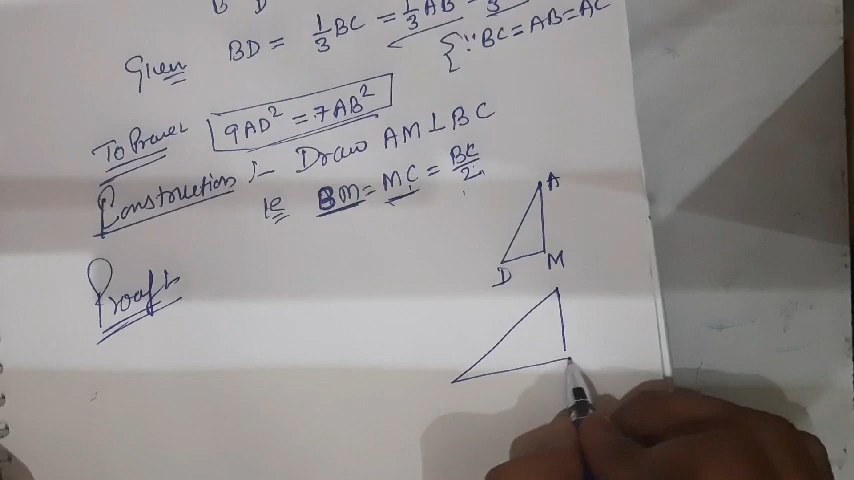 B D
Given BD = 1/3 BC = 1/3 AB = 
{∵ BC = AB = AC
To Prove:- 9AD² = 7AB²
Construction :- Draw AM ⊥ BC
ie BM = MC = BC/2
A
D M
Proof:-